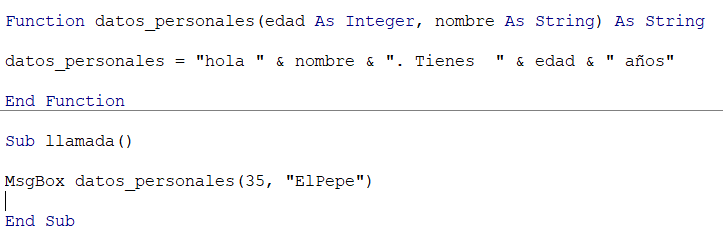 Function datos_personales(edad As Integer, nombre As String) As String
datos_personales = "hola " & nombre & ". Tienes  " & edad & " años"
End Function
Sub llamada()
MsgBox datos_personales(35, "ElPepe")
End Sub